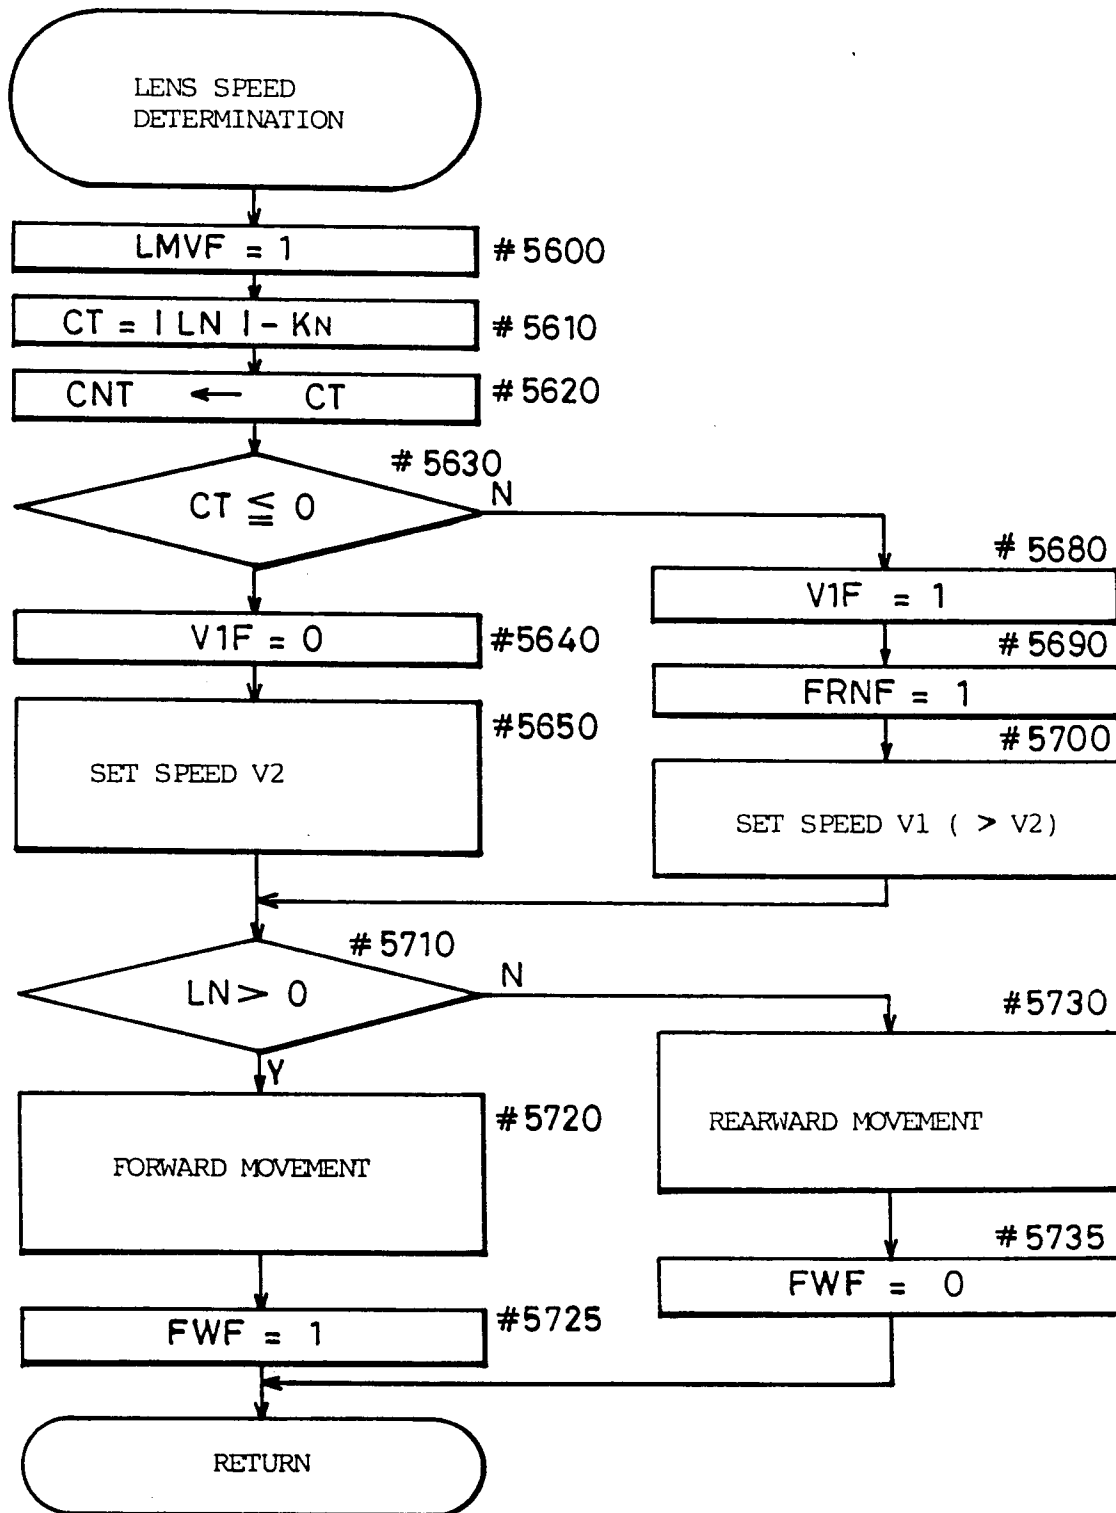 LENS SPEED
DETERMINATION
LMVF = 1
#5600
CT = | LN | - KN
#5610
CNT ← CT
#5620
#5630
CT ≦ 0
N
#5680
V1F = 1
V1F = 0
#5640
#5690
FRNF = 1
#5650
SET SPEED V2
#5700
SET SPEED V1 ( > V2)
#5710
LN > 0
N
Y
#5730
REARWARD MOVEMENT
#5720
FORWARD MOVEMENT
#5735
FWF = 0
#5725
FWF = 1
RETURN